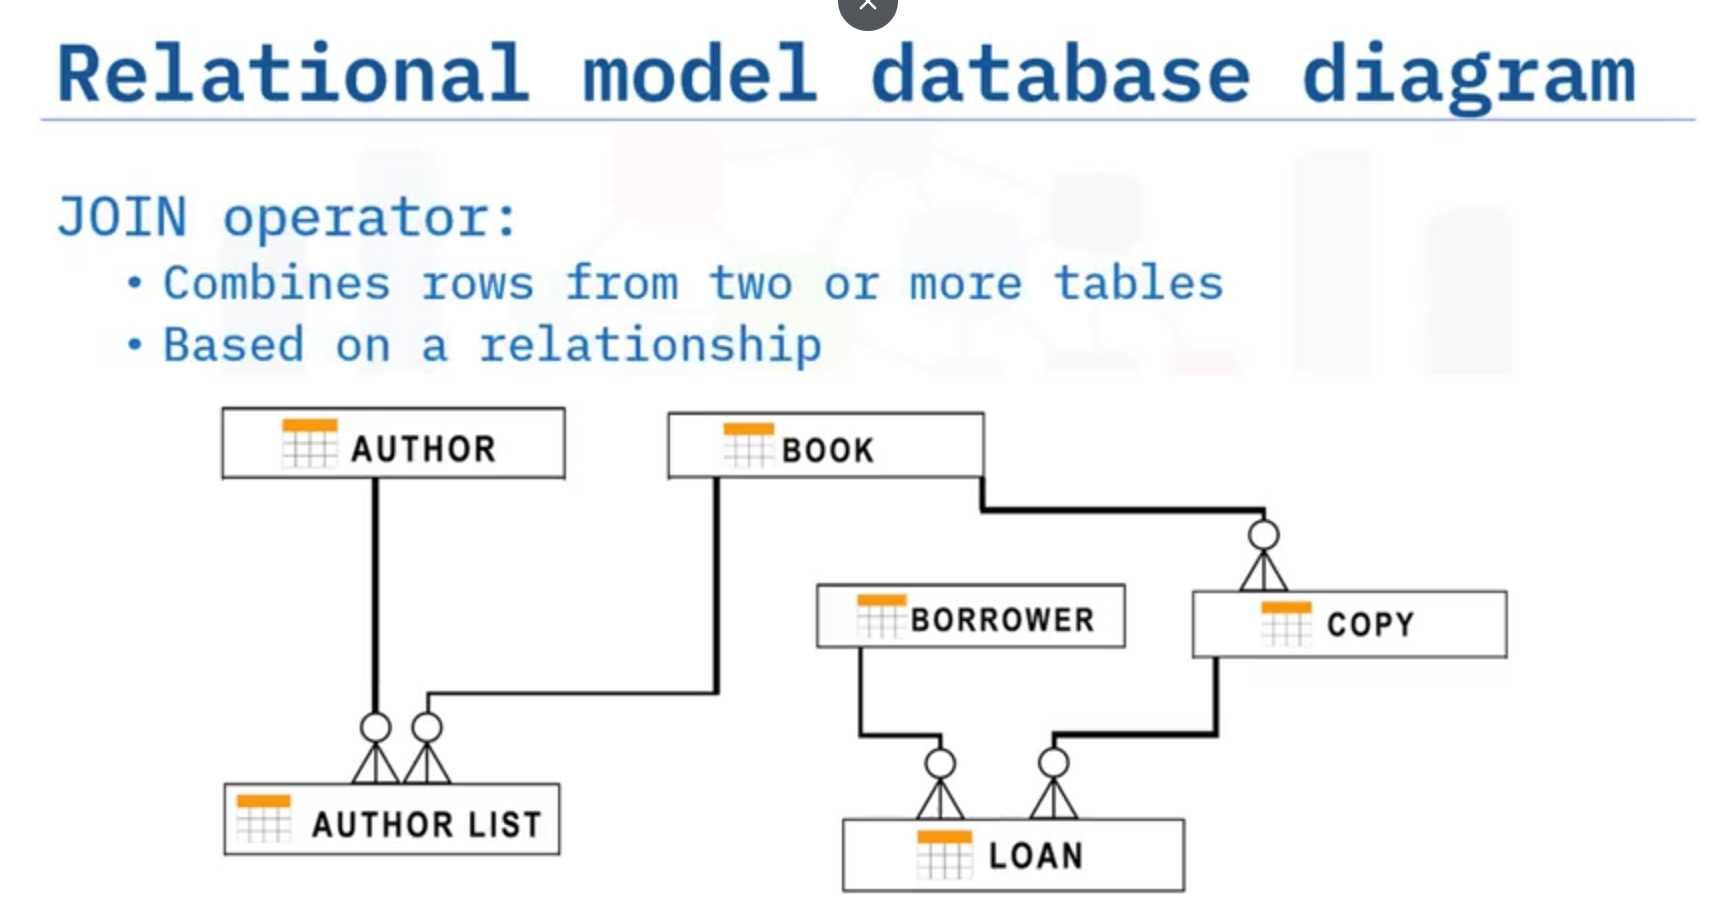 Relational model database diagram
JOIN operator:
• Combines rows from two or more tables
• Based on a relationship
AUTHOR
BOOK
BORROWER
COPY
AUTHOR LIST
LOAN